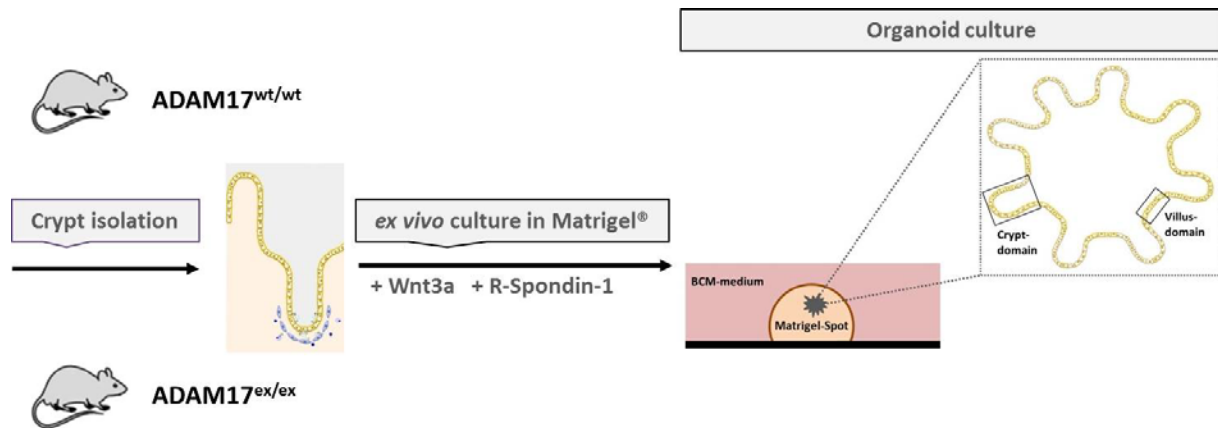 Organoid culture
ADAM17wt/wt
Crypt isolation
ex vivo culture in Matrigel®
+ Wnt3a + R-Spondin-1
BCM-medium
Matrigel-Spot
Crypt-
domain
Villus-
domain
ADAM17ex/ex